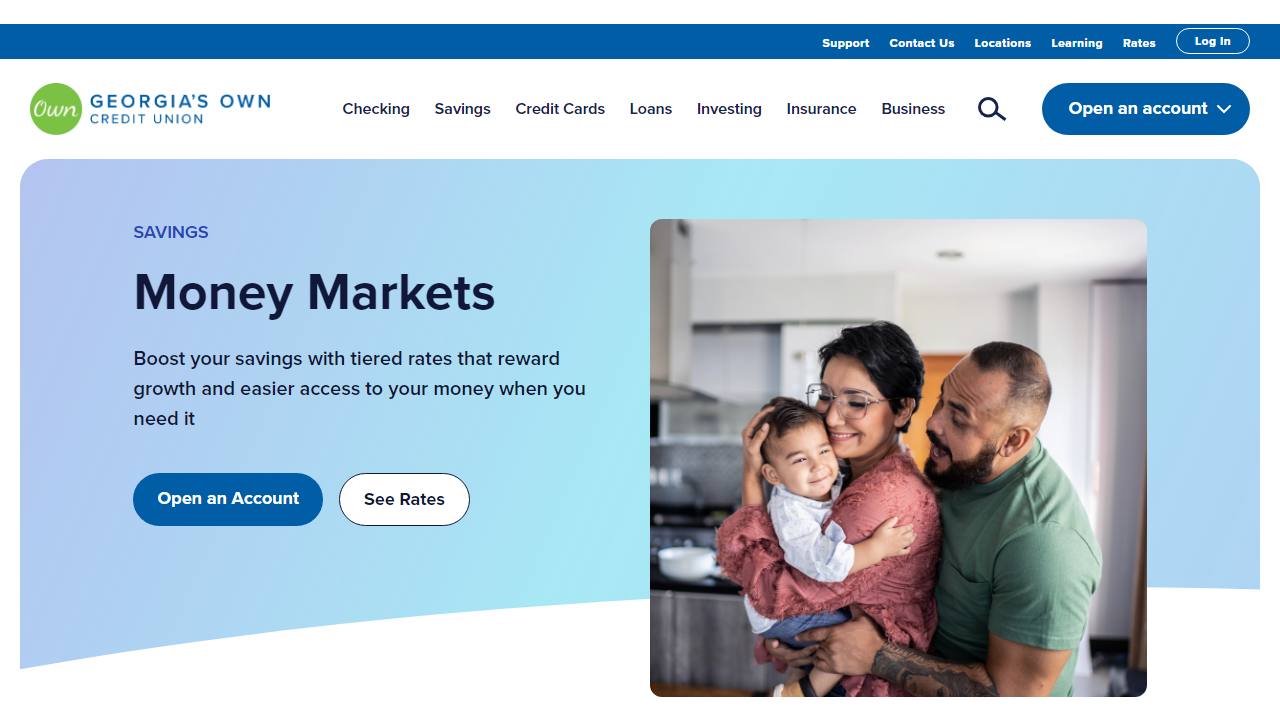 Support Contact Us Locations Learning Rates Log In
Own GEORGIA'S OWN
CREDIT UNION
Checking Savings Credit Cards Loans Investing Insurance Business Open an account
SAVINGS
Money Markets
Boost your savings with tiered rates that reward
growth and easier access to your money when you
need it
Open an Account See Rates